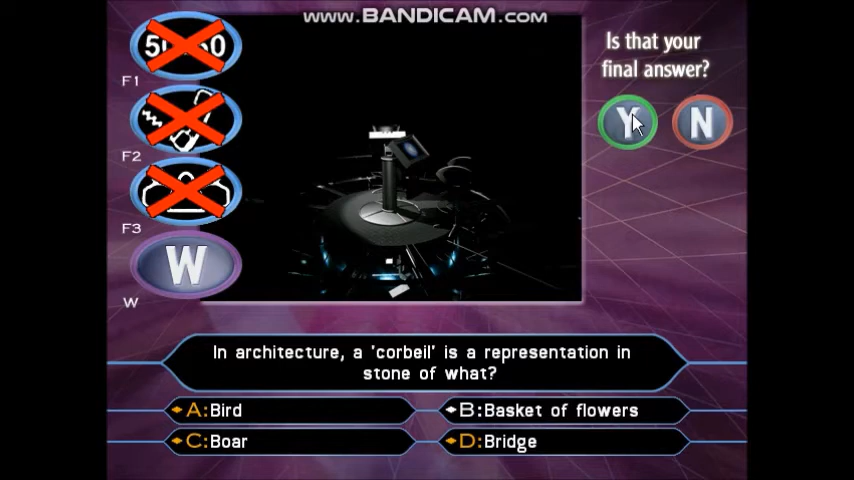 www.BANDICAM.com
Is that your
final answer?
Y N
F1
F2
F3
W
W
In architecture, a 'corbeil' is a representation in
stone of what?
A:Bird
B:Basket of flowers
C:Boar
D:Bridge